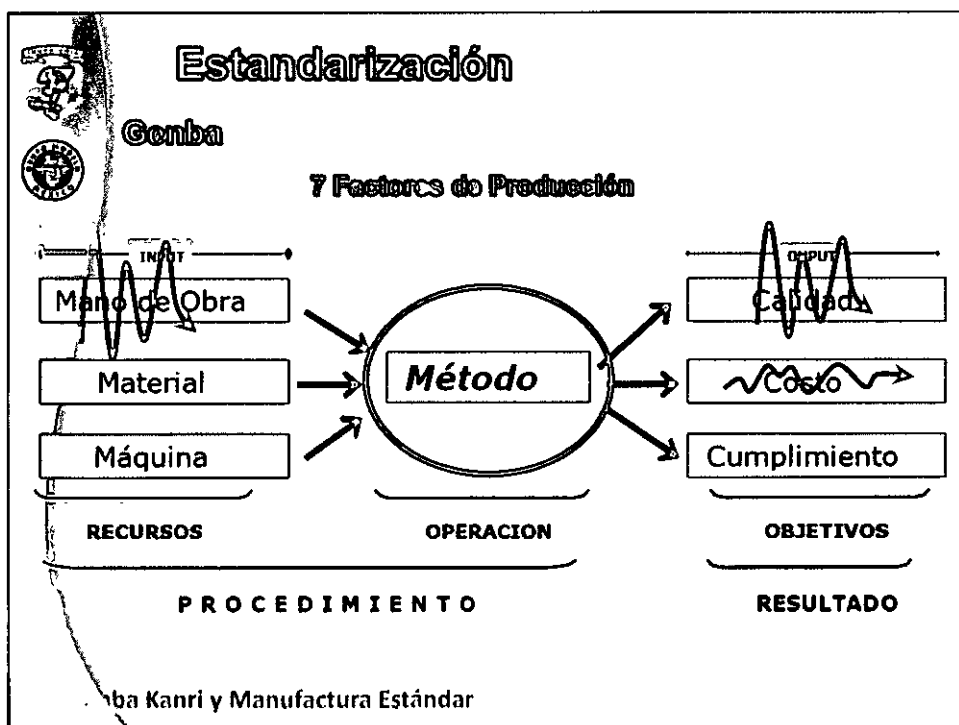 Estandarización
Gonba
7 Factores de Producción
INPUT
OUPUT
Mano de Obra
Calidad
Material
Método
Costo
Máquina
Cumplimiento
RECURSOS
OPERACION
OBJETIVOS
PROCEDIMIENTO
RESULTADO
Kanri y Manufactura Estándar